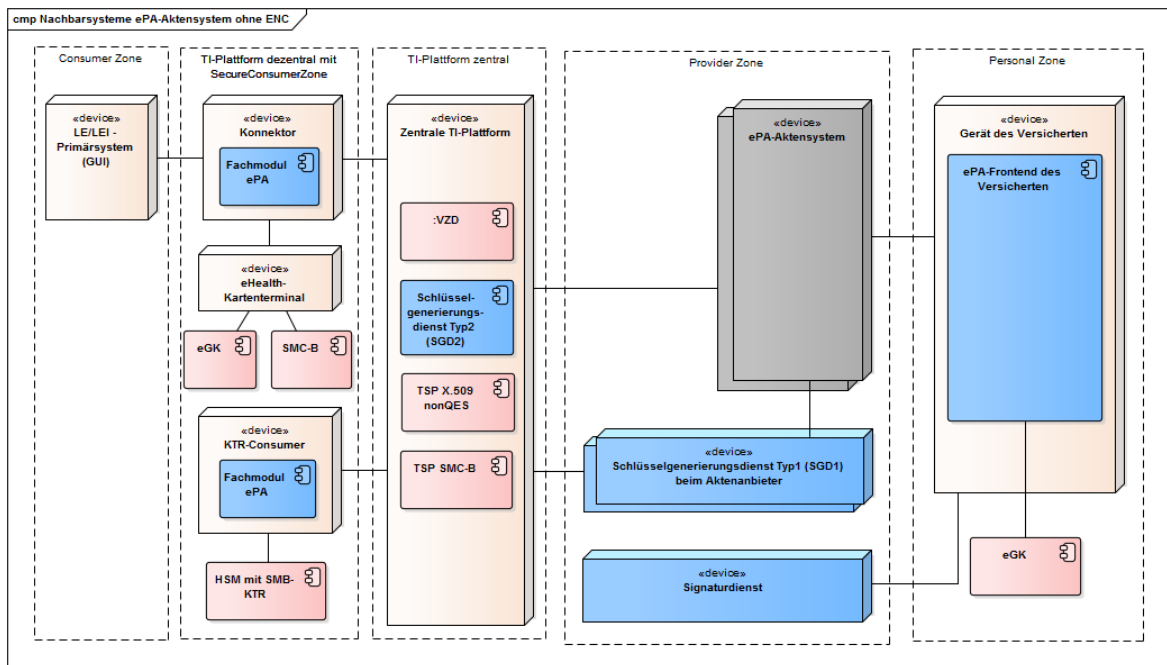 cmp Nachbarsysteme ePA-Aktensystem ohne ENC
Consumer Zone
«device»
LE/LEI -
Primärsystem
(GUI)
TI-Plattform dezentral mit
SecureConsumerZone
«device»
Konnektor
Fachmodul
ePA
«device»
eHealth-
Kartenterminal
eGK
SMC-B
«device»
KTR-Consumer
Fachmodul
ePA
HSM mit SMB-
KTR
TI-Plattform zentral
«device»
Zentrale TI-Plattform
:VZD
Schlüssel
generierungs-
dienst Typ2
(SGD2)
TSP X.509
nonQES
TSP SMC-B
Provider Zone
«device»
ePA-Aktensystem
«device»
Schlüsselgenerierungsdienst Typ1 (SGD1)
beim Aktenanbieter
«device»
Signaturdienst
Personal Zone
«device»
Gerät des Versicherten
ePA-Frontend des
Versicherten
eGK